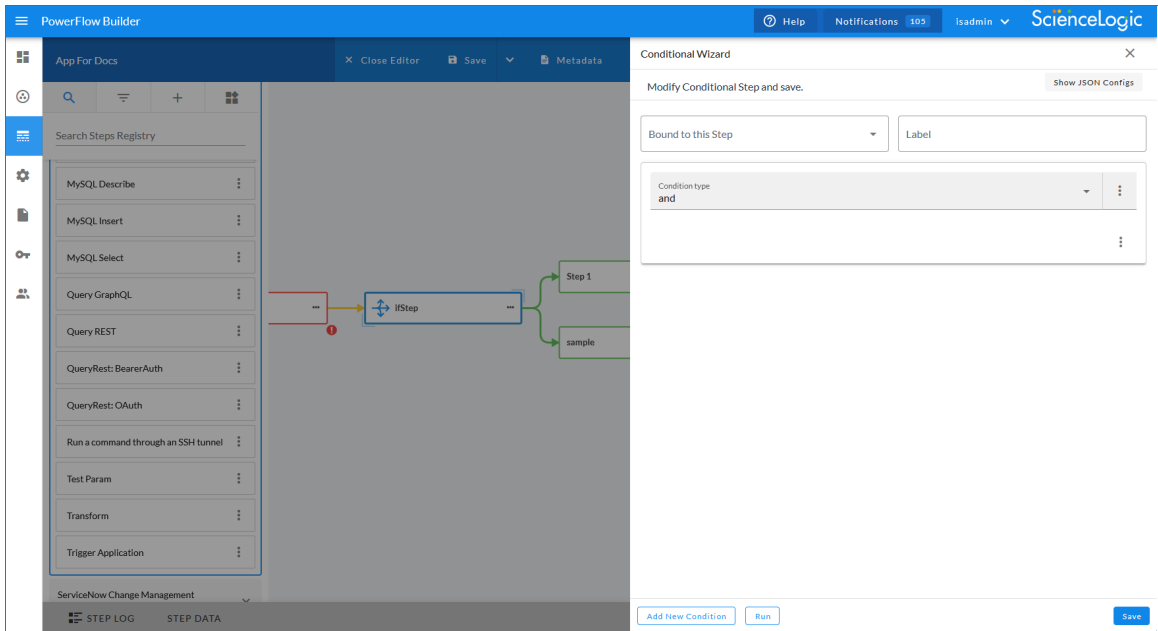 PowerFlow Builder
Help
Notifications 105
isadmin
ScienceLogic
App For Docs
Close Editor
Save
Metadata
Search Steps Registry
MySQL Describe
MySQL Insert
MySQL Select
Query GraphQL
Query REST
QueryRest: BearerAuth
QueryRest: OAuth
Run a command through an SSH tunnel
Test Param
Transform
Trigger Application
ServiceNow Change Management
STEP LOG
STEP DATA
ifStep
Step 1
sample
Conditional Wizard
Modify Conditional Step and save.
Show JSON Configs
Bound to this Step
Label
Condition type
and
Add New Condition
Run
Save